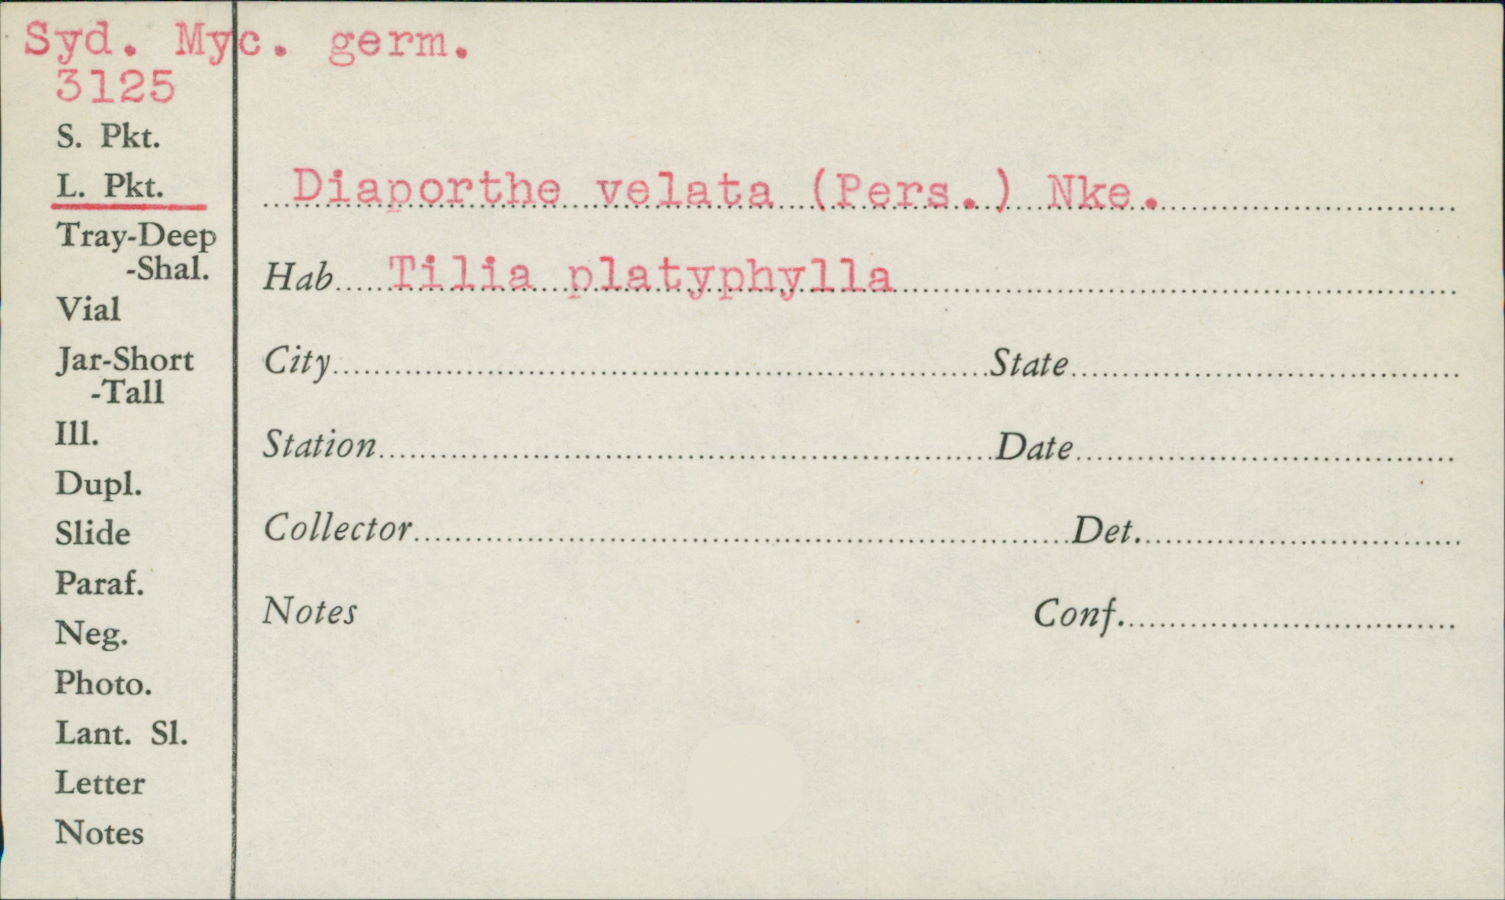 Syd. Myc. germ.
3125
S. Pkt.
L. Pkt.
Tray-Deep
-Shal.
Vial
Jar-Short
-Tall
Ill.
Dupl.
Slide
Paraf.
Neg.
Photo.
Lant. Sl.
Letter
Notes
Diaporthe velata (Pers.) Nke.
Hab. Tilia platyphylla
City State
Station Date
Collector Det.
Notes Conf.